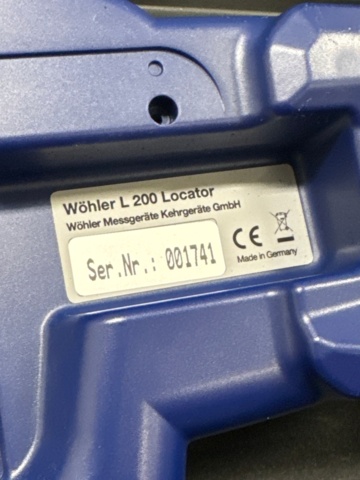 Wöhler L 200 Locator
Wöhler Messgeräte Kehrgeräte GmbH
Ser.Nr.: 001741
CE
Made in Germany